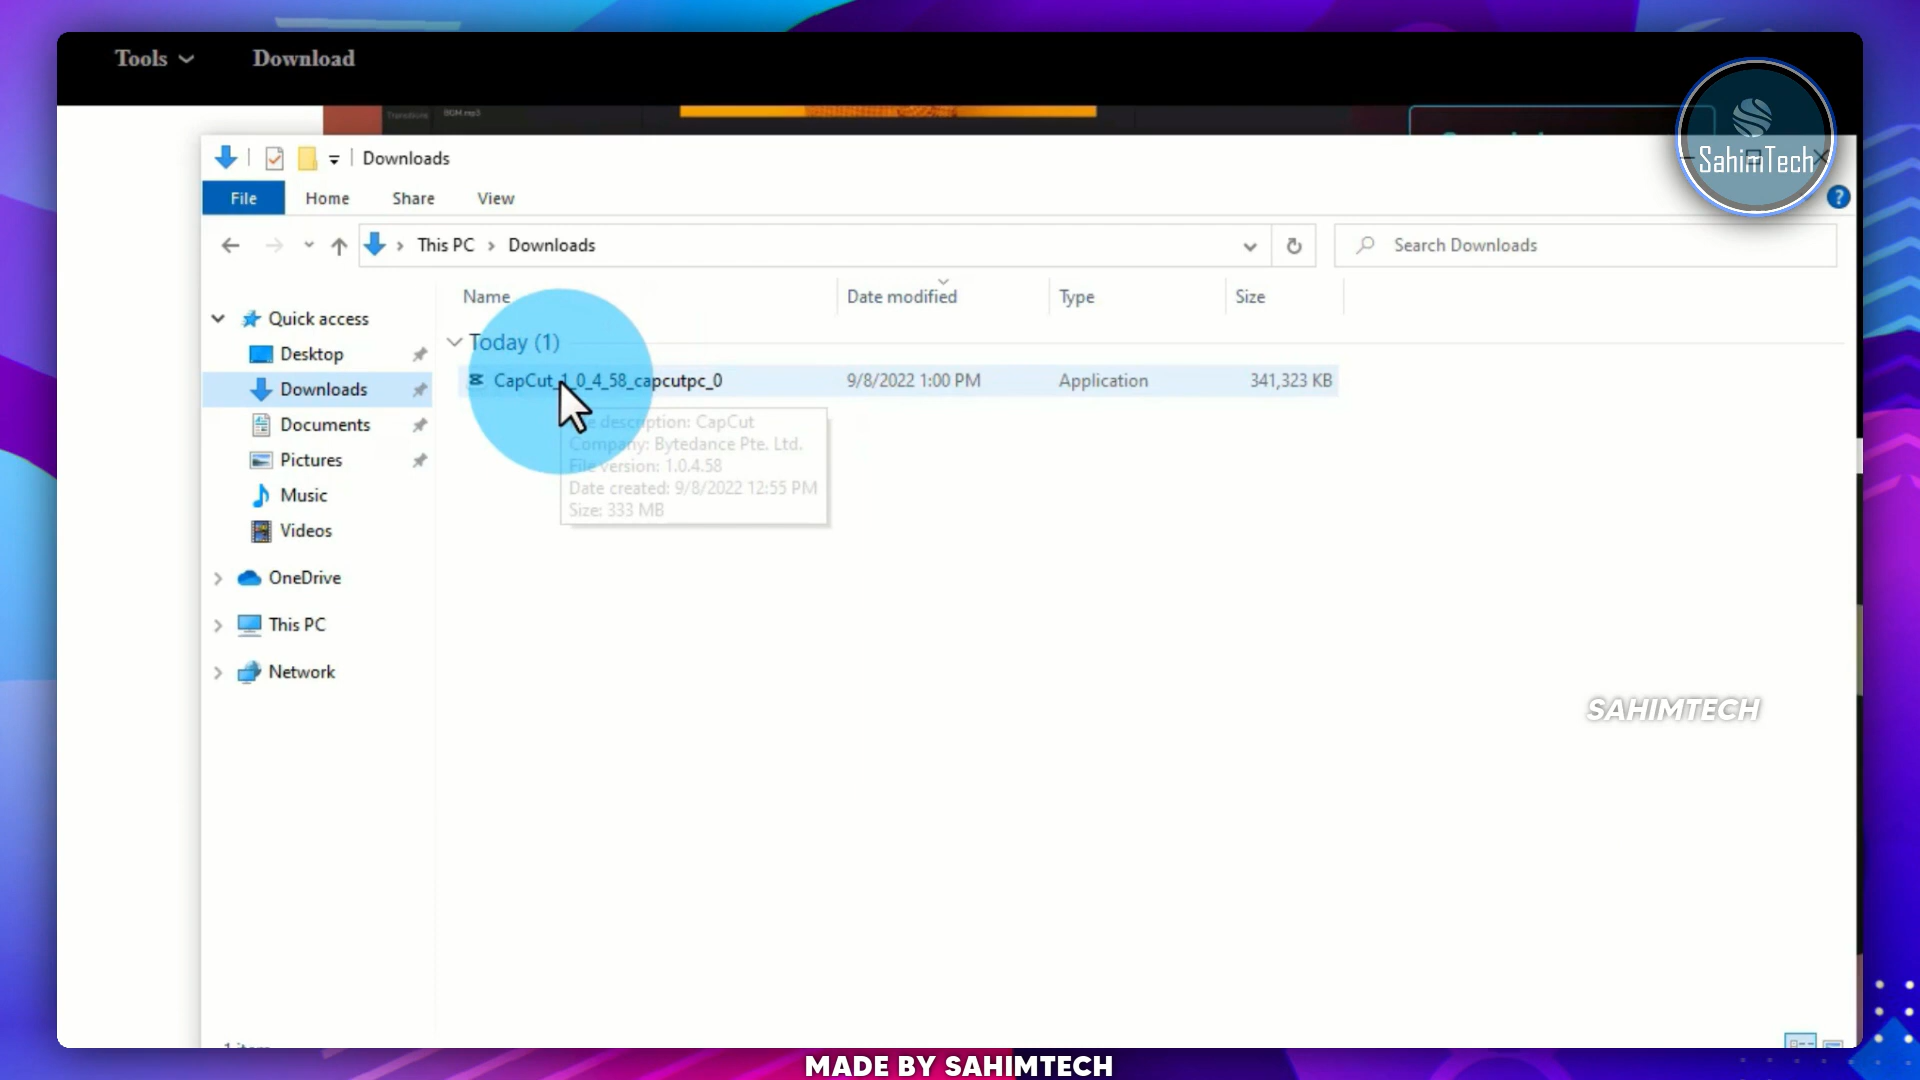 Tools
Download
Transitions
BGM.mp3
SahimTech
Downloads
File
Home
Share
View
This PC
Downloads
Search Downloads
Name
Date modified
Type
Size
Quick access
Desktop
Downloads
Documents
Pictures
Music
Videos
OneDrive
This PC
Network
Today (1)
CapCut_1_0_4_58_capcutpc_0
9/8/2022 1:00 PM
Application
341,323 KB
description: CapCut
Company: Bytedance Pte. Ltd.
File version: 1.0.4.58
Date created: 9/8/2022 12:55 PM
Size: 333 MB
SAHIMTECH
MADE BY SAHIMTECH